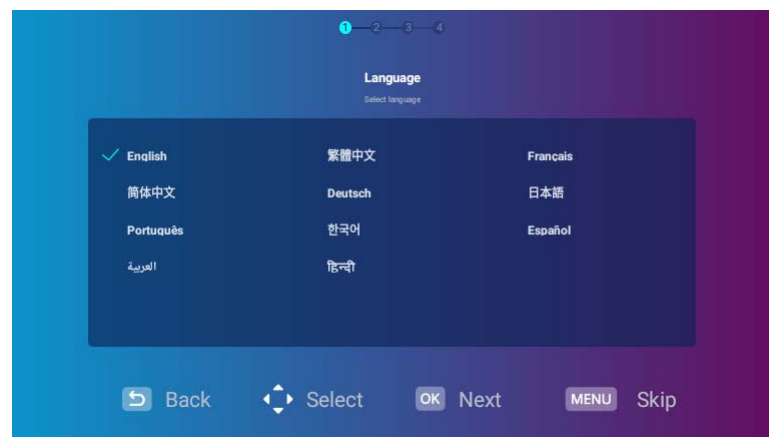 1 2 3 4
Language
Select language
English 繁體中文 Français
简体中文 Deutsch 日本語
Português 한국어 Español
العربية हिन्दी
Back Select OK Next MENU Skip